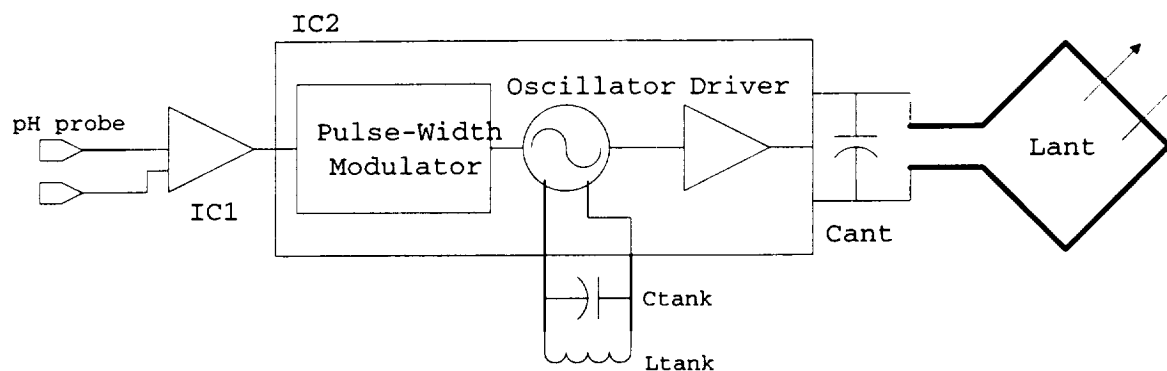 IC2
Oscillator Driver
pH probe
Pulse-Width
Modulator
IC1
Lant
Cant
Ctank
Ltank